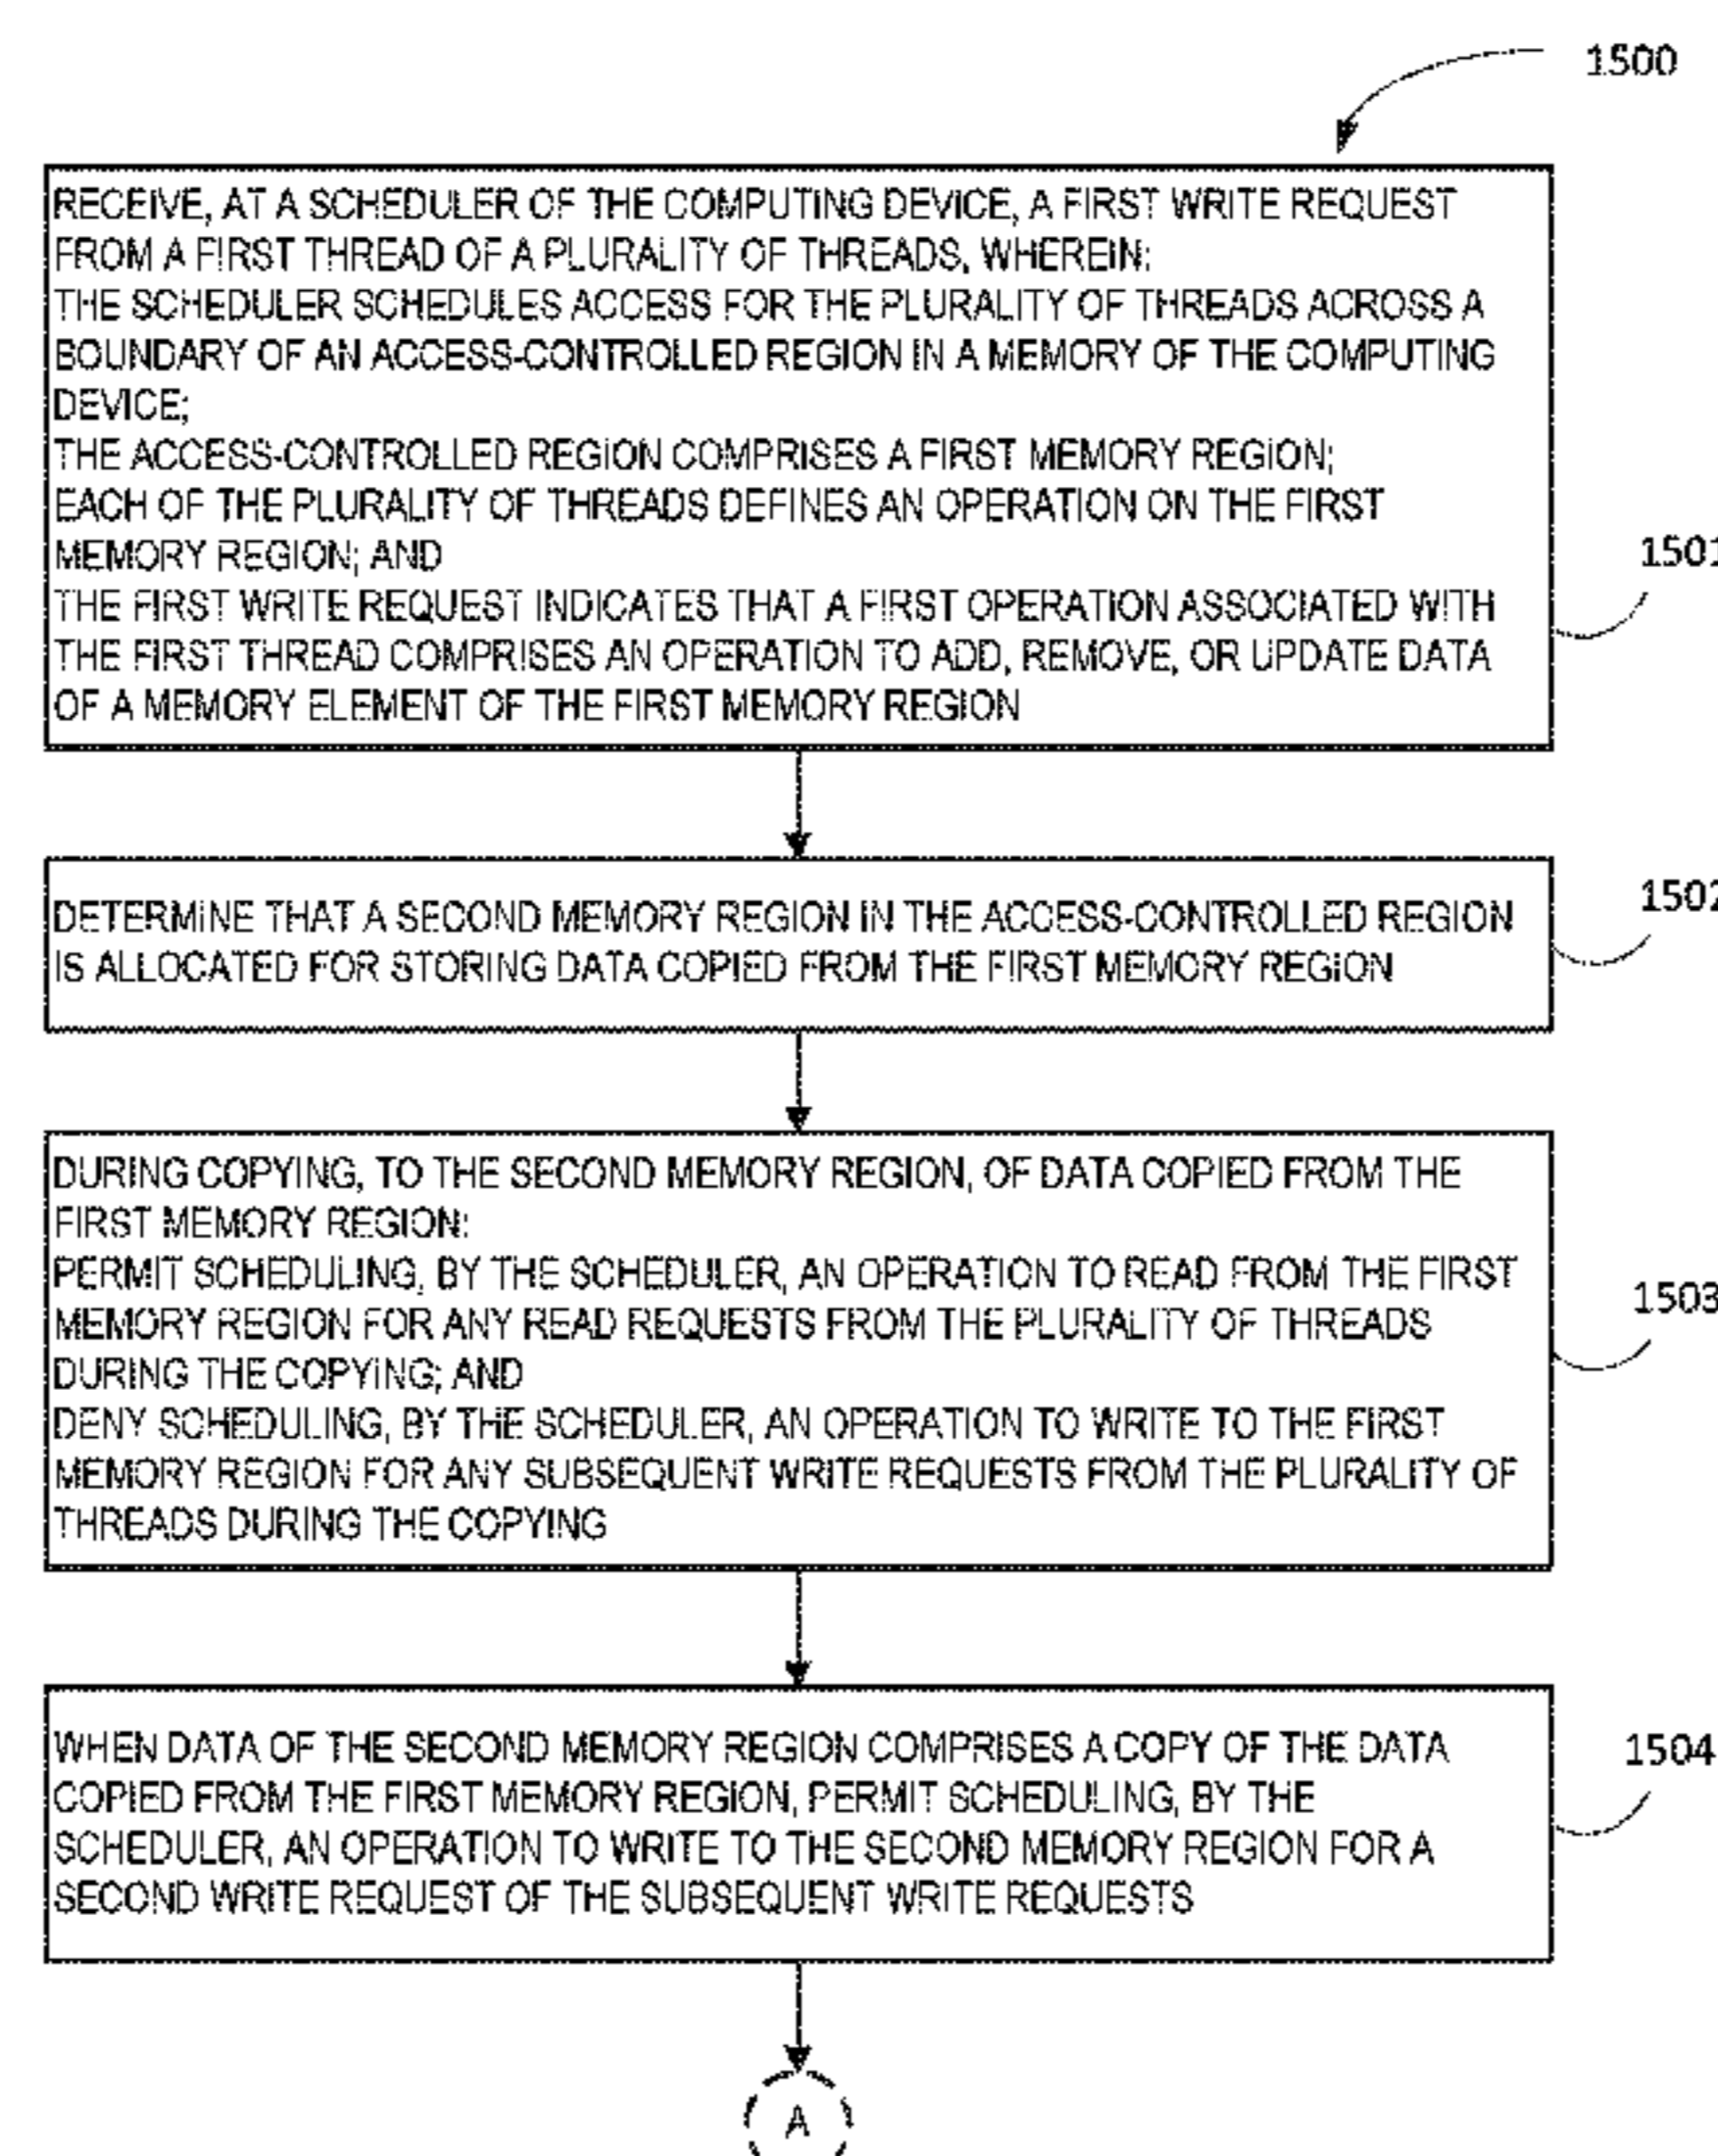 1500
RECEIVE, AT A SCHEDULER OF THE COMPUTING DEVICE, A FIRST WRITE REQUEST
FROM A FIRST THREAD OF A PLURALITY OF THREADS, WHEREIN:
THE SCHEDULER SCHEDULES ACCESS FOR THE PLURALITY OF THREADS ACROSS A
BOUNDARY OF AN ACCESS-CONTROLLED REGION IN A MEMORY OF THE COMPUTING
DEVICE;
THE ACCESS-CONTROLLED REGION COMPRISES A FIRST MEMORY REGION;
EACH OF THE PLURALITY OF THREADS DEFINES AN OPERATION ON THE FIRST
MEMORY REGION; AND
THE FIRST WRITE REQUEST INDICATES THAT A FIRST OPERATION ASSOCIATED WITH
THE FIRST THREAD COMPRISES AN OPERATION TO ADD, REMOVE, OR UPDATE DATA
OF A MEMORY ELEMENT OF THE FIRST MEMORY REGION
1501
DETERMINE THAT A SECOND MEMORY REGION IN THE ACCESS-CONTROLLED REGION
IS ALLOCATED FOR STORING DATA COPIED FROM THE FIRST MEMORY REGION
1502
DURING COPYING, TO THE SECOND MEMORY REGION, OF DATA COPIED FROM THE
FIRST MEMORY REGION:
PERMIT SCHEDULING, BY THE SCHEDULER, AN OPERATION TO READ FROM THE FIRST
MEMORY REGION FOR ANY READ REQUESTS FROM THE PLURALITY OF THREADS
DURING THE COPYING; AND
DENY SCHEDULING, BY THE SCHEDULER, AN OPERATION TO WRITE TO THE FIRST
MEMORY REGION FOR ANY SUBSEQUENT WRITE REQUESTS FROM THE PLURALITY OF
THREADS DURING THE COPYING
1503
WHEN DATA OF THE SECOND MEMORY REGION COMPRISES A COPY OF THE DATA
COPIED FROM THE FIRST MEMORY REGION, PERMIT SCHEDULING, BY THE
SCHEDULER, AN OPERATION TO WRITE TO THE SECOND MEMORY REGION FOR A
SECOND WRITE REQUEST OF THE SUBSEQUENT WRITE REQUESTS
1504
A